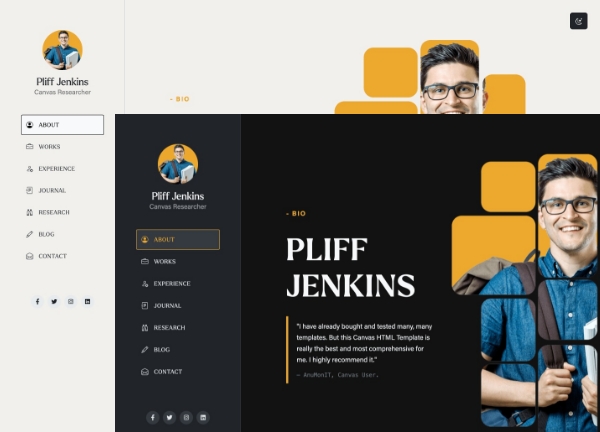 Pliff Jenkins
Canvas Researcher
ABOUT
WORKS
EXPERIENCE
JOURNAL
RESEARCH
BLOG
CONTACT
- BIO
Pliff Jenkins
Canvas Researcher
ABOUT
WORKS
EXPERIENCE
JOURNAL
RESEARCH
BLOG
CONTACT
- BIO
PLIFF
JENKINS
"I have already bought and tested many, many
templates. But this Canvas HTML Template is
really the best and most comprehensive for
me. I highly recommend it."
— AnuMonIT, Canvas User.